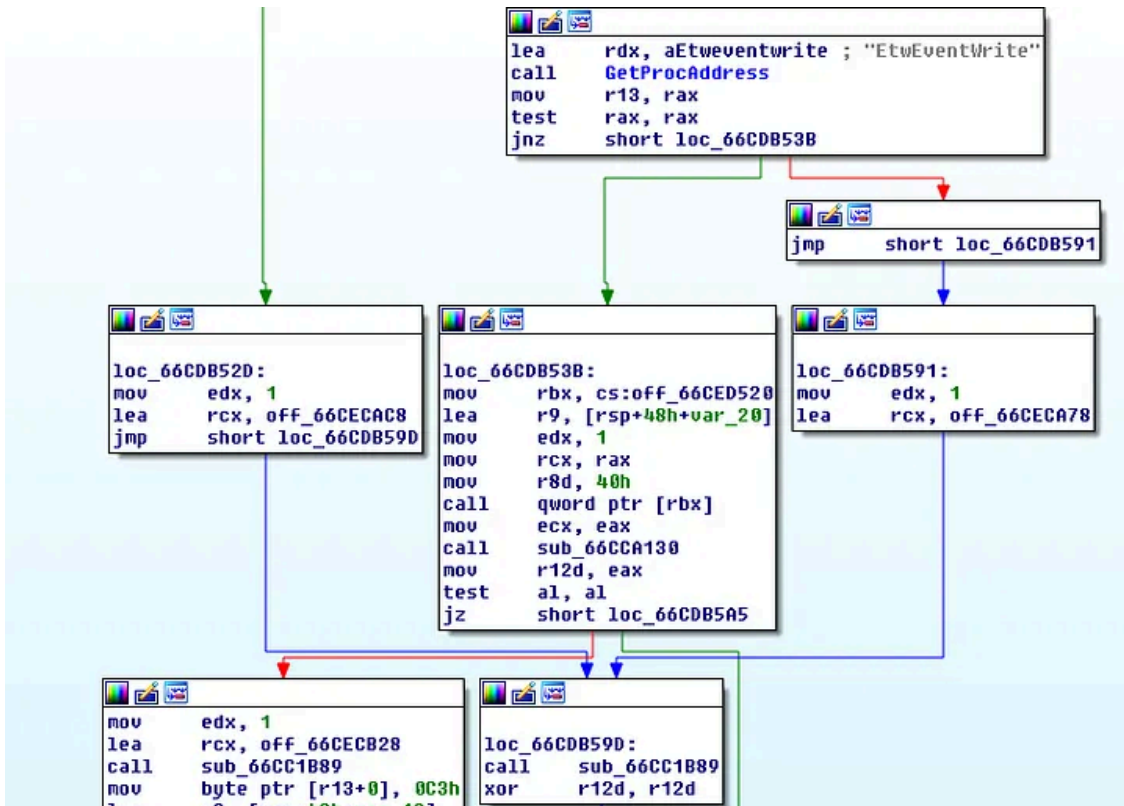 lea rdx, aEtweventwrite ; "EtwEventWrite"
call GetProcAddress
mov r13, rax
test rax, rax
jnz short loc_66CDB53B
jmp short loc_66CDB591
loc_66CDB52D:
mov edx, 1
lea rcx, off_66CECAC8
jmp short loc_66CDB59D
loc_66CDB53B:
mov rbx, cs:off_66CED520
lea r9, [rsp+48h+var_20]
mov edx, 1
mov rcx, rax
mov r8d, 40h
call qword ptr [rbx]
mov ecx, eax
call sub_66CCA130
mov r12d, eax
test al, al
jz short loc_66CDB5A5
loc_66CDB591:
mov edx, 1
lea rcx, off_66CECA78
mov edx, 1
lea rcx, off_66CECB28
call sub_66CC1B89
mov byte ptr [r13+0], 0C3h
loc_66CDB59D:
call sub_66CC1B89
xor r12d, r12d